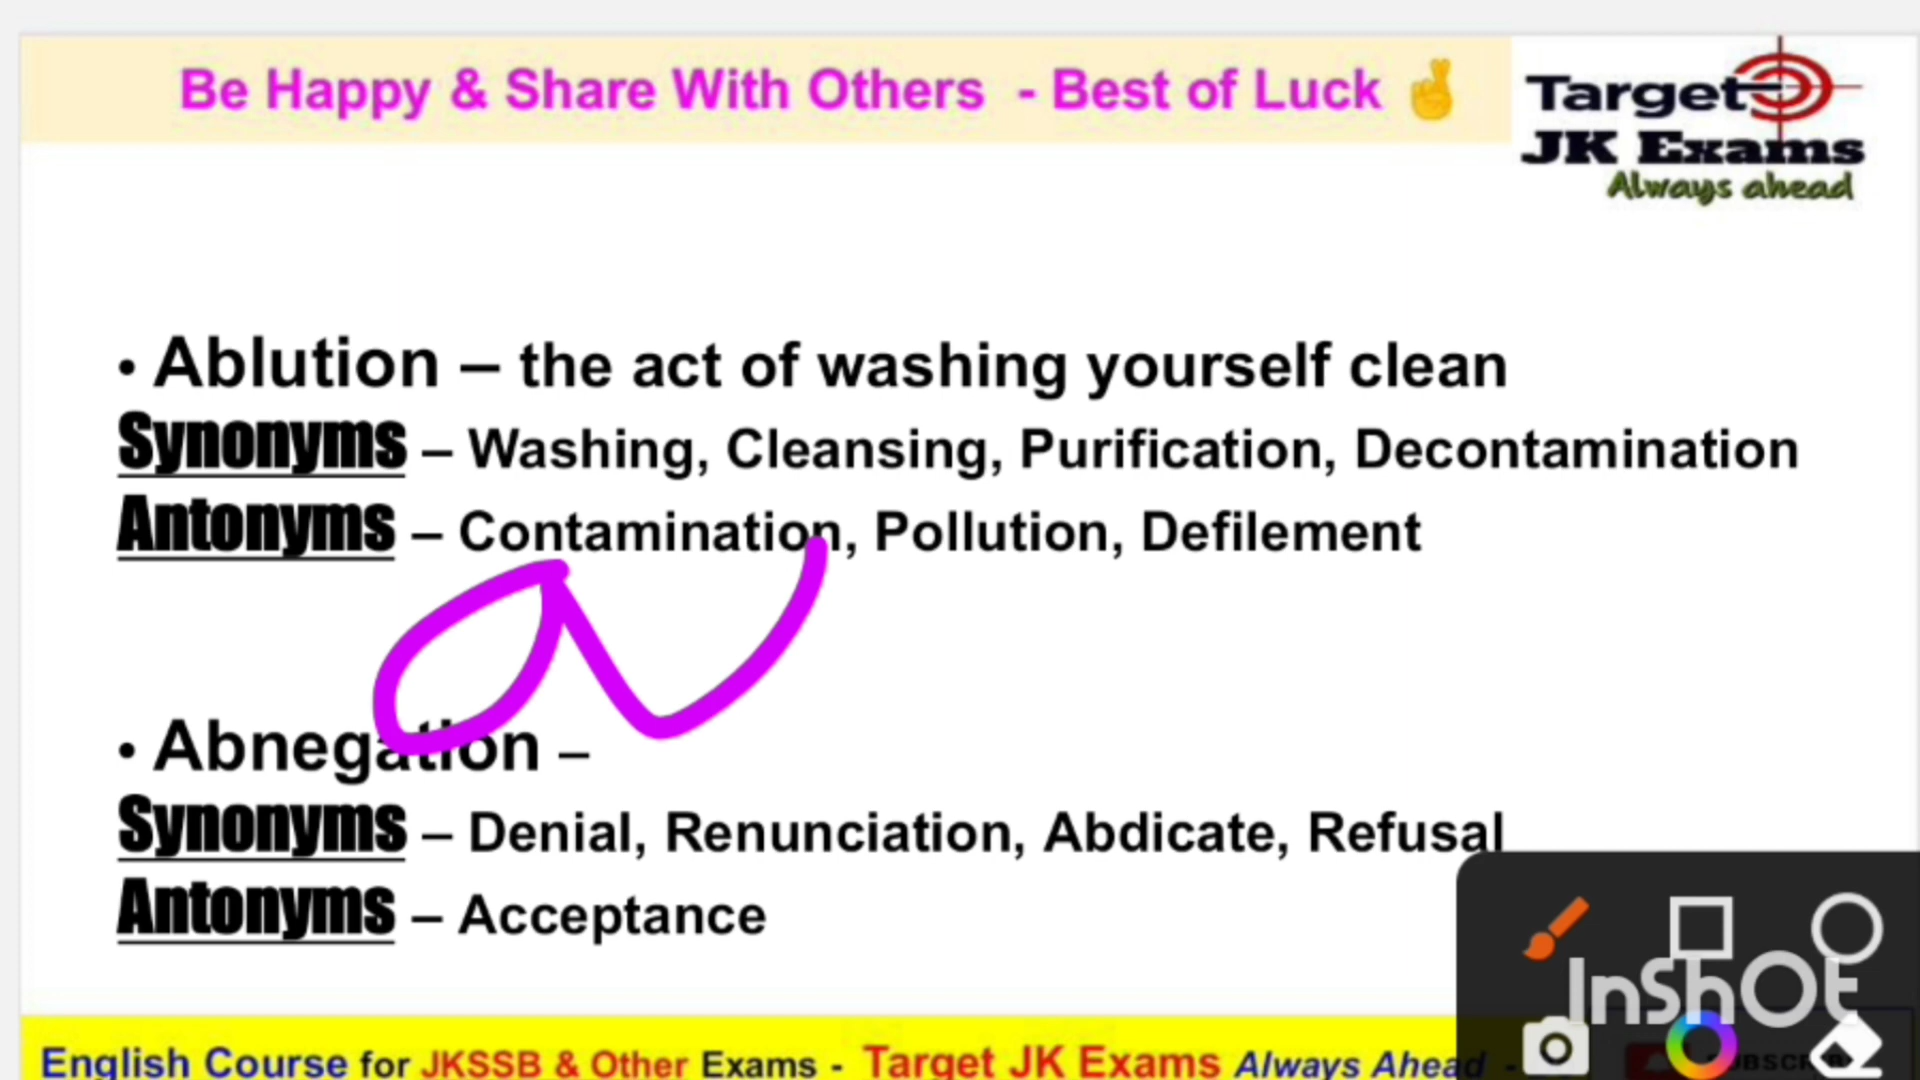 Be Happy & Share With Others - Best of Luck 🤞
Target
JK Exams
Always ahead
• Ablution – the act of washing yourself clean
Synonyms – Washing, Cleansing, Purification, Decontamination
Antonyms – Contamination, Pollution, Defilement
• Abnegation –
Synonyms – Denial, Renunciation, Abdicate, Refusal
Antonyms – Acceptance
InShOt
English Course for JKSSB & Other Exams - Target JK Exams Always Ahead -